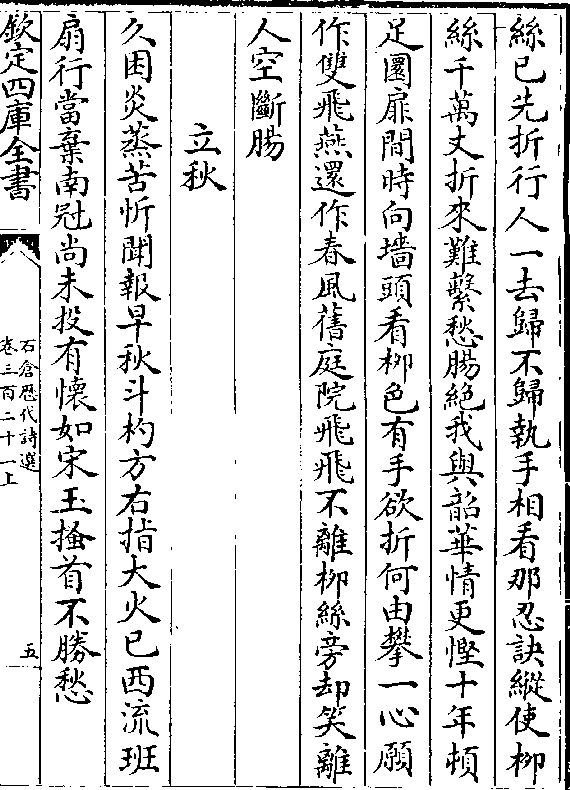 絲已先折行人一去歸不歸執手相看那忍訣縱使柳
絲千萬丈折來難繫愁腸絕我與韶華情更慳十年頓
足圜扉間時向墻頭看柳色有手欲折何由攀一心願
作雙飛燕還作春風舊庭院飛飛不離柳絲旁却笑離
人空斷腸
立秋
久困炎蒸苦忻聞報早秋斗杓方右指大火已西流班
扇行當棄南冠尚未投有懷如宋玉搔首不勝愁
欽定四庫全書
石倉歴代詩選
卷三百二十一上
五